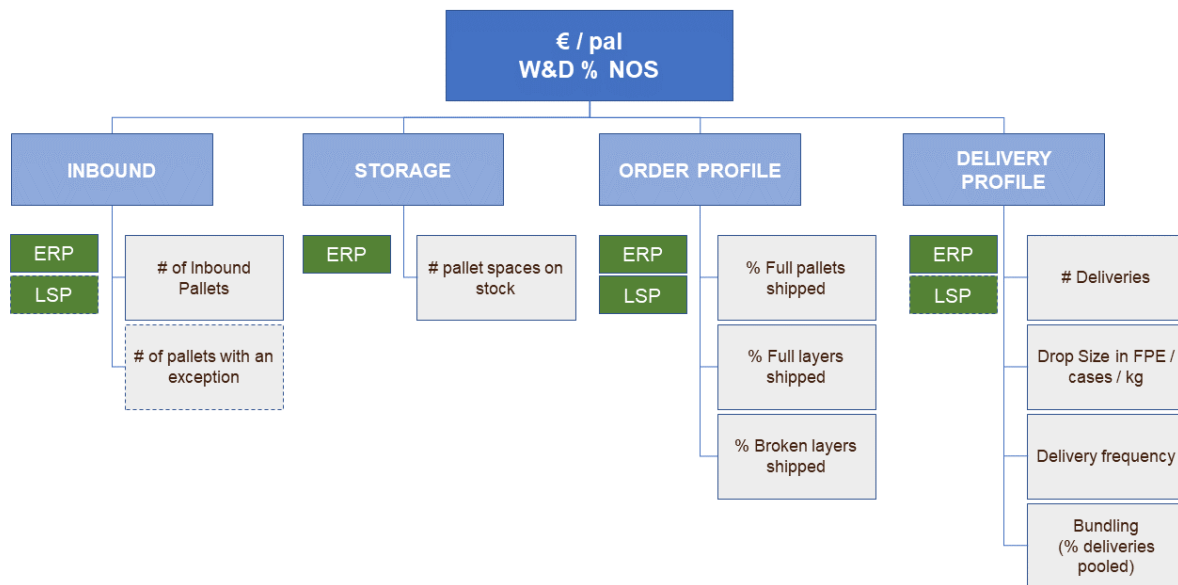 € / pal
W&D % NOS
INBOUND
STORAGE
ORDER PROFILE
DELIVERY
PROFILE
ERP
LSP
# of Inbound
Pallets
# of pallets with an
exception
ERP
# pallet spaces on
stock
ERP
LSP
% Full pallets
shipped
% Full layers
shipped
% Broken layers
shipped
ERP
LSP
# Deliveries
Drop Size in FPE /
cases / kg
Delivery frequency
Bundling
(% deliveries
pooled)